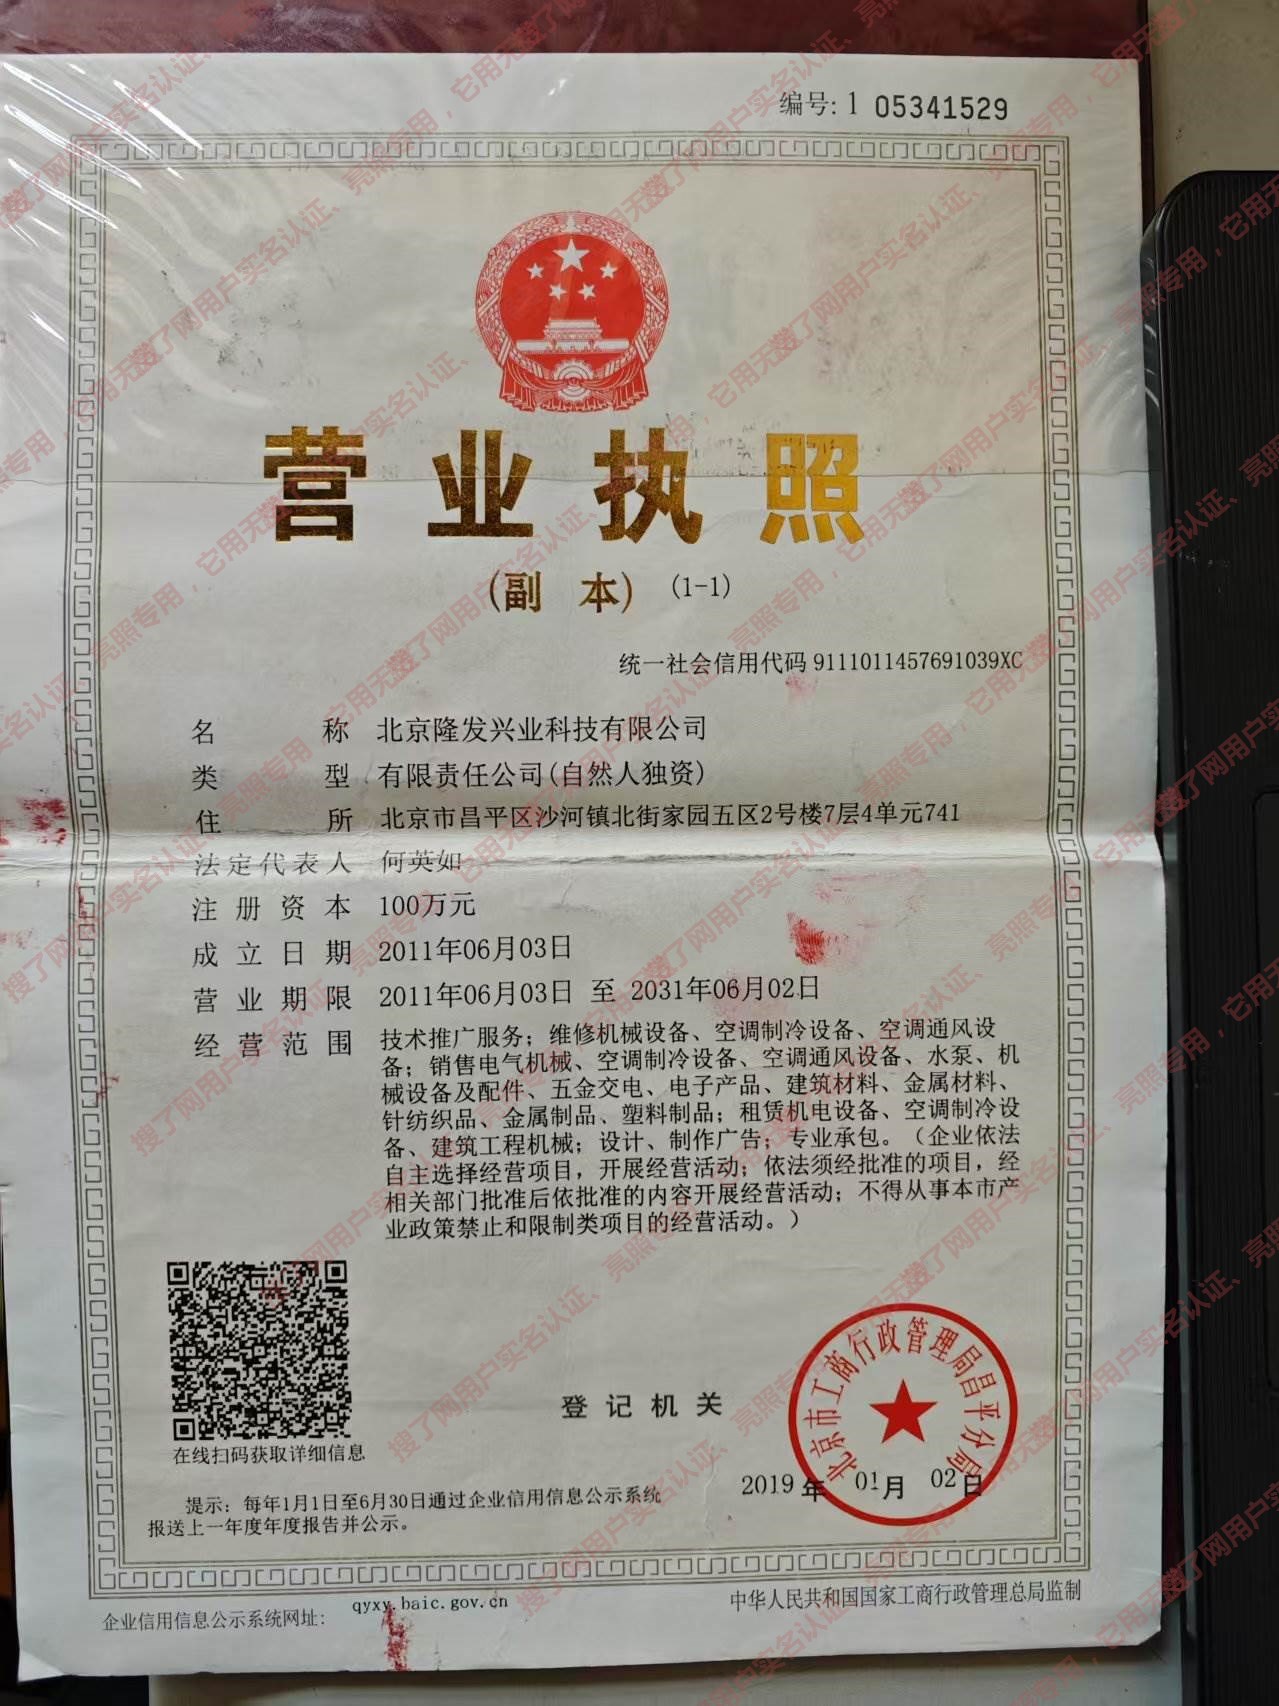 编号: 1 05341529
营业执照
(副 本) (1-1)
统一社会信用代码 9111011457691039XC
名 称 北京隆发兴业科技有限公司
类 型 有限责任公司(自然人独资)
住 所 北京市昌平区沙河镇北街家园五区2号楼7层4单元741
法定代表人 何英如
注 册 资 本 100万元
成 立 日 期 2011年06月03日
营 业 期 限 2011年06月03日 至 2031年06月02日
经 营 范 围 技术推广服务；维修机械设备、空调制冷设备、空调通风设
备；销售电气机械、空调制冷设备、空调通风设备、水泵、机
械设备及配件、五金交电、电子产品、建筑材料、金属材料、
针纺织品、金属制品、塑料制品；租赁机电设备、空调制冷设
备、建筑工程机械；设计、制作广告；专业承包。（企业依法
自主选择经营项目，开展经营活动；依法须经批准的项目，经
相关部门批准后依批准的内容开展经营活动；不得从事本市产
业政策禁止和限制类项目的经营活动。）
在线扫码获取详细信息
登 记 机 关
北京市工商行政管理局昌平分局
2019 年 01 月 02 日
提示：每年1月1日至6月30日通过企业信用信息公示系统
报送上一年度年度报告并公示。
企业信用信息公示系统网址: qyxy.baic.gov.cn
中华人民共和国国家工商行政管理总局监制
搜了网用户实名认证、亮照专用，它用无效